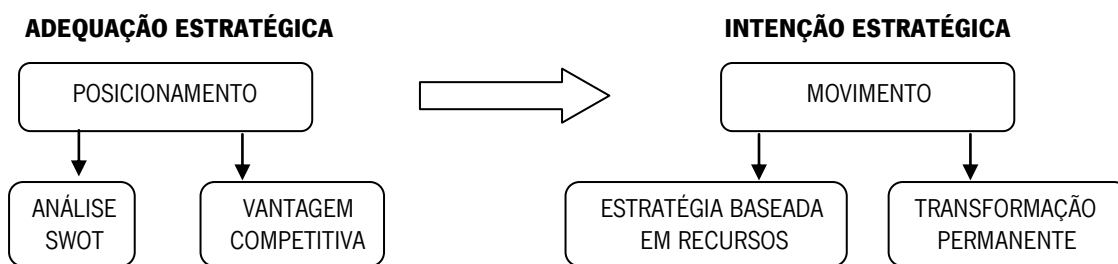 ADEQUAÇÃO ESTRATÉGICA
INTENÇÃO ESTRATÉGICA
POSICIONAMENTO
MOVIMENTO
ANÁLISE
SWOT
VANTAGEM
COMPETITIVA
ESTRATÉGIA BASEADA
EM RECURSOS
TRANSFORMAÇÃO
PERMANENTE